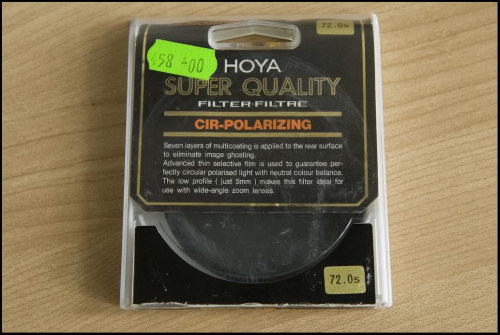 72.0s
458-00
HOYA
SUPER QUALITY
FILTER-FILTRE
CIR-POLARIZING
Seven layers of multicoating is applied to the rear surface
to eliminate image ghosting.
Advanced thin selective film is used to guarantee per-
fectly circular polarised light with neutral colour balance.
The low profile ( just 5mm ) makes this filter ideal for
use with wide-angle zoom lenses.
72.0s